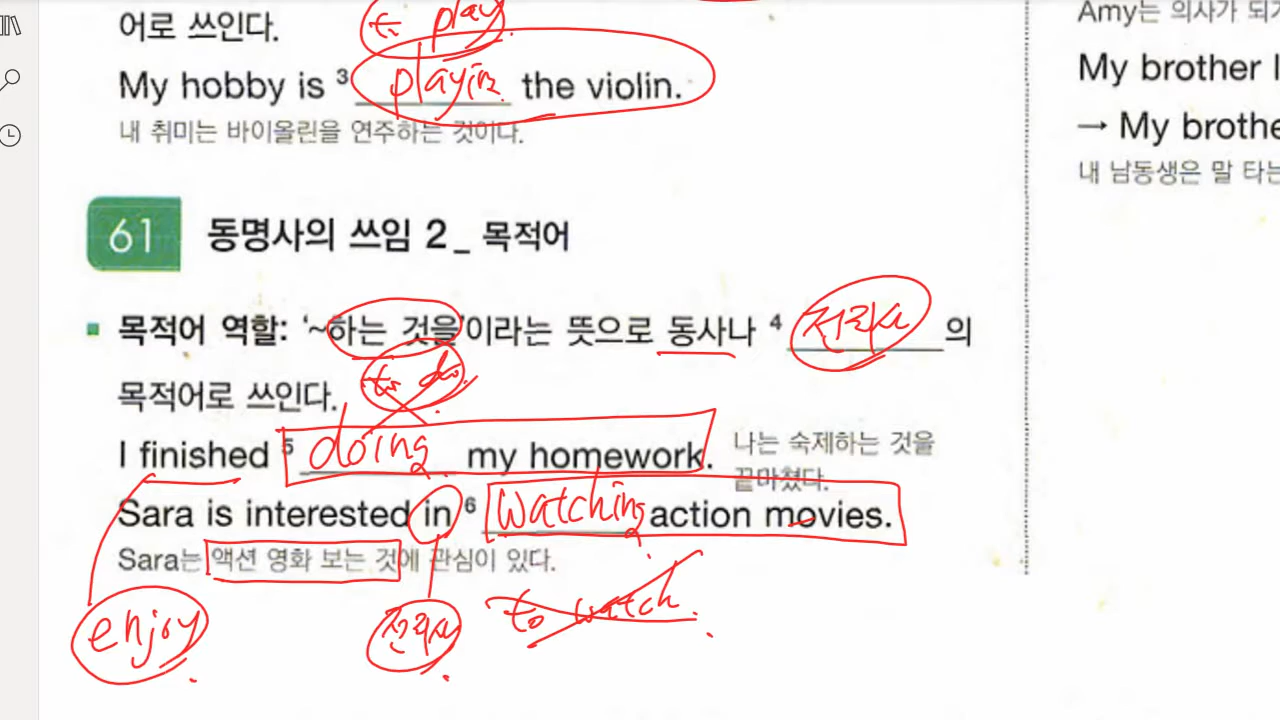 어로 쓰인다.
to play.
Amy는 의사가 되기
My hobby is ³ playing the violin.
내 취미는 바이올린을 연주하는 것이다.
My brother l
→ My brothe
내 남동생은 말 타는
61 동명사의 쓰임 2_ 목적어
목적어 역할: '~하는 것을'이라는 뜻으로 동사나 ⁴ 전치사 의
목적어로 쓰인다.
to do.
I finished ⁵ doing my homework. 나는 숙제하는 것을
끝마쳤다.
Sara is interested in ⁶ watching action movies.
Sara는 액션 영화 보는 것에 관심이 있다.
enjoy
전치사
to watch.